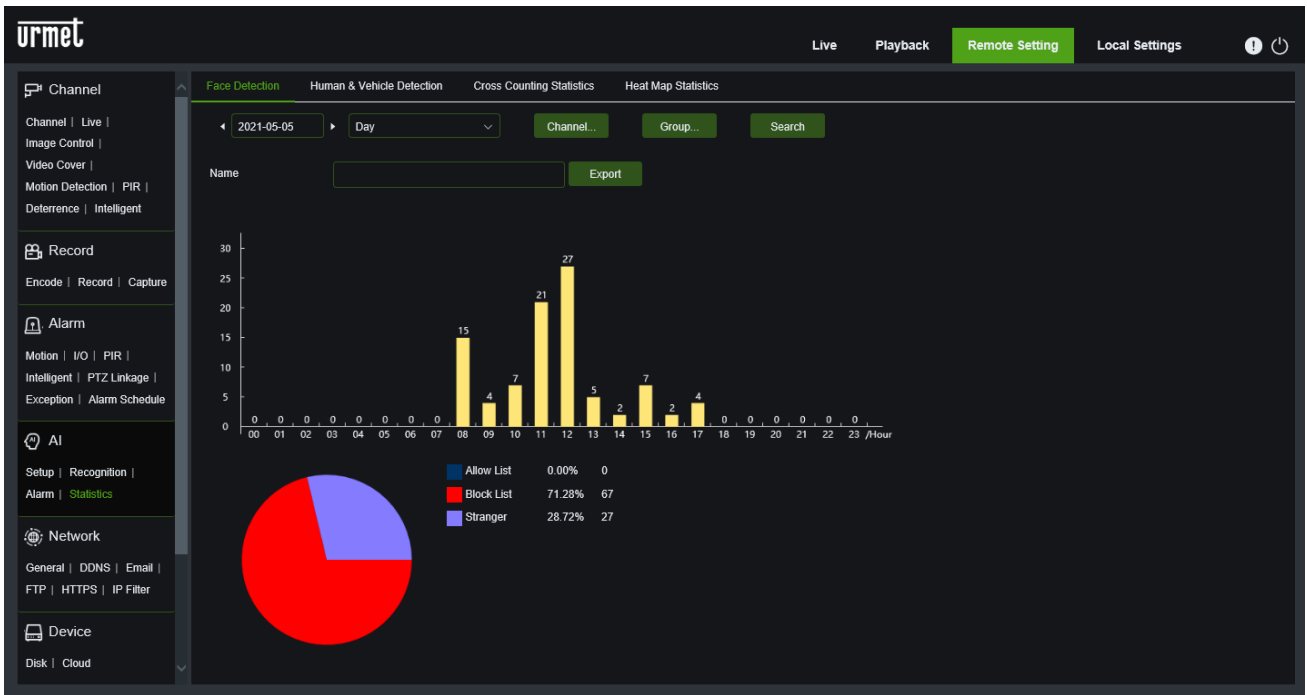 urmet
Live Playback Remote Setting Local Settings
Channel
Channel | Live |
Image Control |
Video Cover |
Motion Detection | PIR |
Deterrence | Intelligent
Record
Encode | Record | Capture
Alarm
Motion | I/O | PIR |
Intelligent | PTZ Linkage |
Exception | Alarm Schedule
AI
Setup | Recognition |
Alarm | Statistics
Network
General | DDNS | Email |
FTP | HTTPS | IP Filter
Device
Disk | Cloud
Face Detection Human & Vehicle Detection Cross Counting Statistics Heat Map Statistics
2021-05-05 Day Channel... Group... Search
Name Export
30
25
20
15
10
5
0
0 0 0 0 0 0 0 0 15 4 7 21 27 5 2 7 2 4 0 0 0 0 0 0
00 01 02 03 04 05 06 07 08 09 10 11 12 13 14 15 16 17 18 19 20 21 22 23 /Hour
Allow List 0.00% 0
Block List 71.28% 67
Stranger 28.72% 27